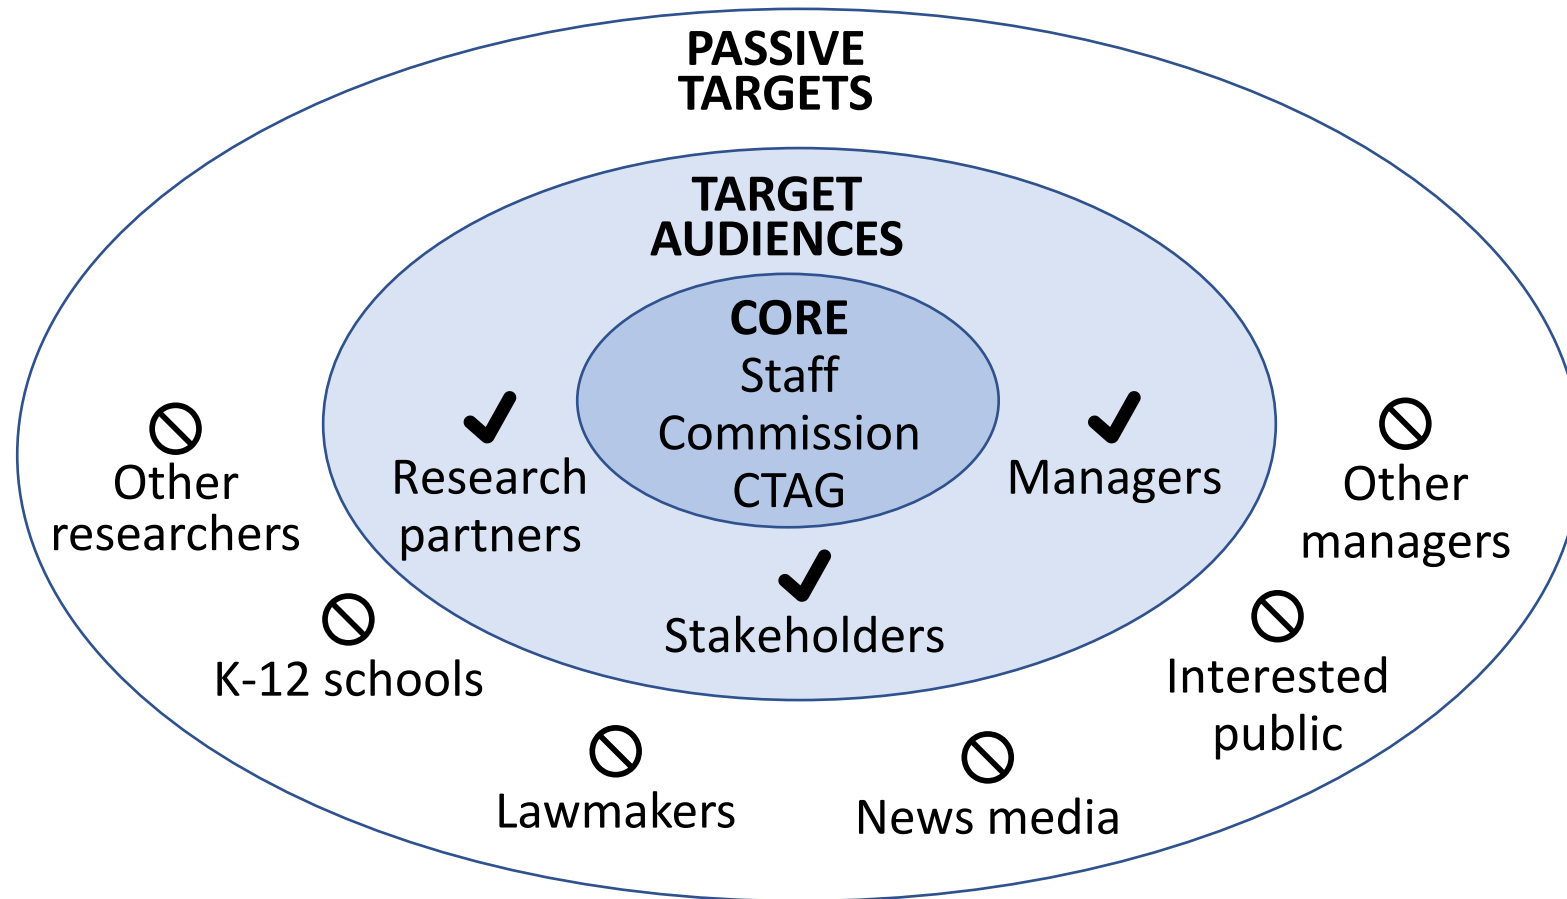 PASSIVE
TARGETS
TARGET
AUDIENCES
CORE
Staff
Commission
CTAG
Research
partners
Managers
Stakeholders
Other
researchers
Other
managers
K-12 schools
Interested
public
Lawmakers
News media